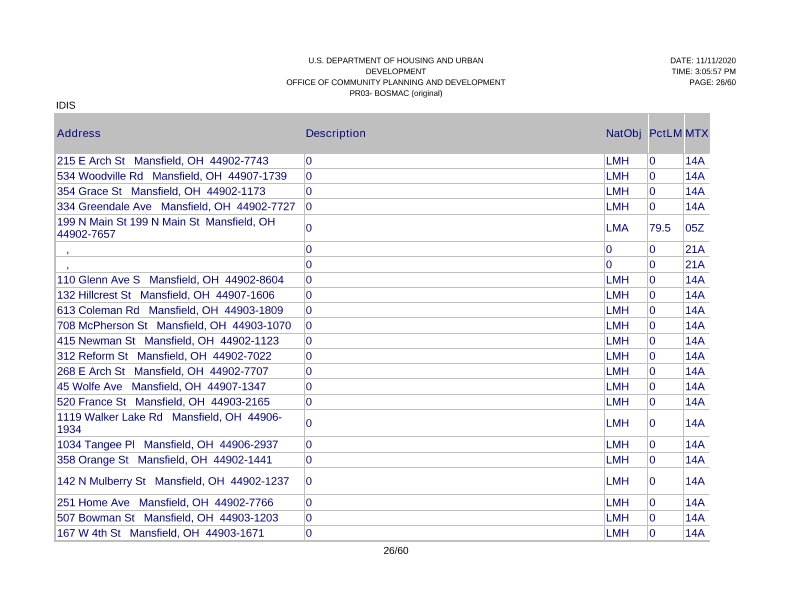 U.S. DEPARTMENT OF HOUSING AND URBAN DEVELOPMENT
OFFICE OF COMMUNITY PLANNING AND DEVELOPMENT
PR03- BOSMAC (original)
DATE: 11/11/2020
TIME: 3:05:57 PM
PAGE: 26/60
IDIS
Address Description NatObj PctLM MTX
215 E Arch St   Mansfield, OH  44902-7743 0 LMH 0 14A
534 Woodville Rd   Mansfield, OH  44907-1739 0 LMH 0 14A
354 Grace St   Mansfield, OH  44902-1173 0 LMH 0 14A
334 Greendale Ave   Mansfield, OH  44902-7727 0 LMH 0 14A
199 N Main St 199 N Main St  Mansfield, OH
44902-7657 0 LMA 79.5 05Z
, 0 0 0 21A
, 0 0 0 21A
110 Glenn Ave S   Mansfield, OH  44902-8604 0 LMH 0 14A
132 Hillcrest St   Mansfield, OH  44907-1606 0 LMH 0 14A
613 Coleman Rd   Mansfield, OH  44903-1809 0 LMH 0 14A
708 McPherson St   Mansfield, OH  44903-1070 0 LMH 0 14A
415 Newman St   Mansfield, OH  44902-1123 0 LMH 0 14A
312 Reform St   Mansfield, OH  44902-7022 0 LMH 0 14A
268 E Arch St   Mansfield, OH  44902-7707 0 LMH 0 14A
45 Wolfe Ave   Mansfield, OH  44907-1347 0 LMH 0 14A
520 France St   Mansfield, OH  44903-2165 0 LMH 0 14A
1119 Walker Lake Rd   Mansfield, OH  44906-
1934 0 LMH 0 14A
1034 Tangee Pl   Mansfield, OH  44906-2937 0 LMH 0 14A
358 Orange St   Mansfield, OH  44902-1441 0 LMH 0 14A
142 N Mulberry St   Mansfield, OH  44902-1237 0 LMH 0 14A
251 Home Ave   Mansfield, OH  44902-7766 0 LMH 0 14A
507 Bowman St   Mansfield, OH  44903-1203 0 LMH 0 14A
167 W 4th St   Mansfield, OH  44903-1671 0 LMH 0 14A
26/60